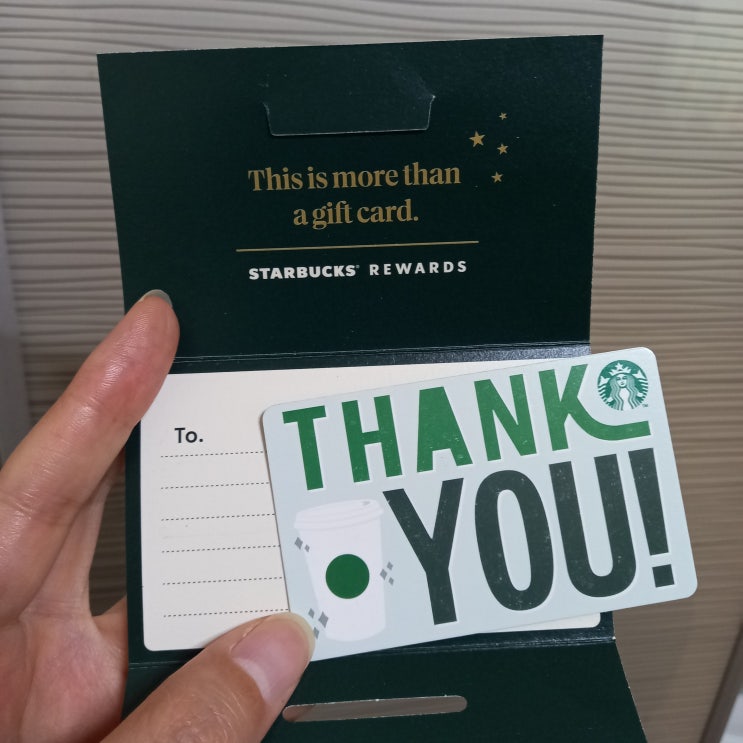 This is more than
a gift card.
STARBUCKS® REWARDS
To.
THANK
YOU!